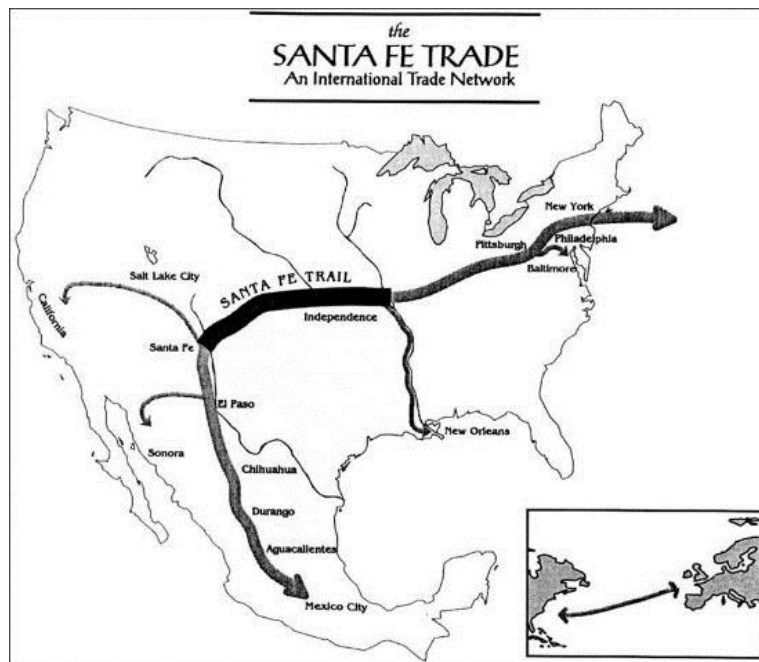 the
SANTA FE TRADE
An International Trade Network
New York
Pittsburgh
Philadelphia
Baltimore
Salt Lake City
SANTA FE TRAIL
California
Independence
Santa Fe
El Paso
New Orleans
Sonora
Chihuahua
Durango
Aguacalientes
Mexico City